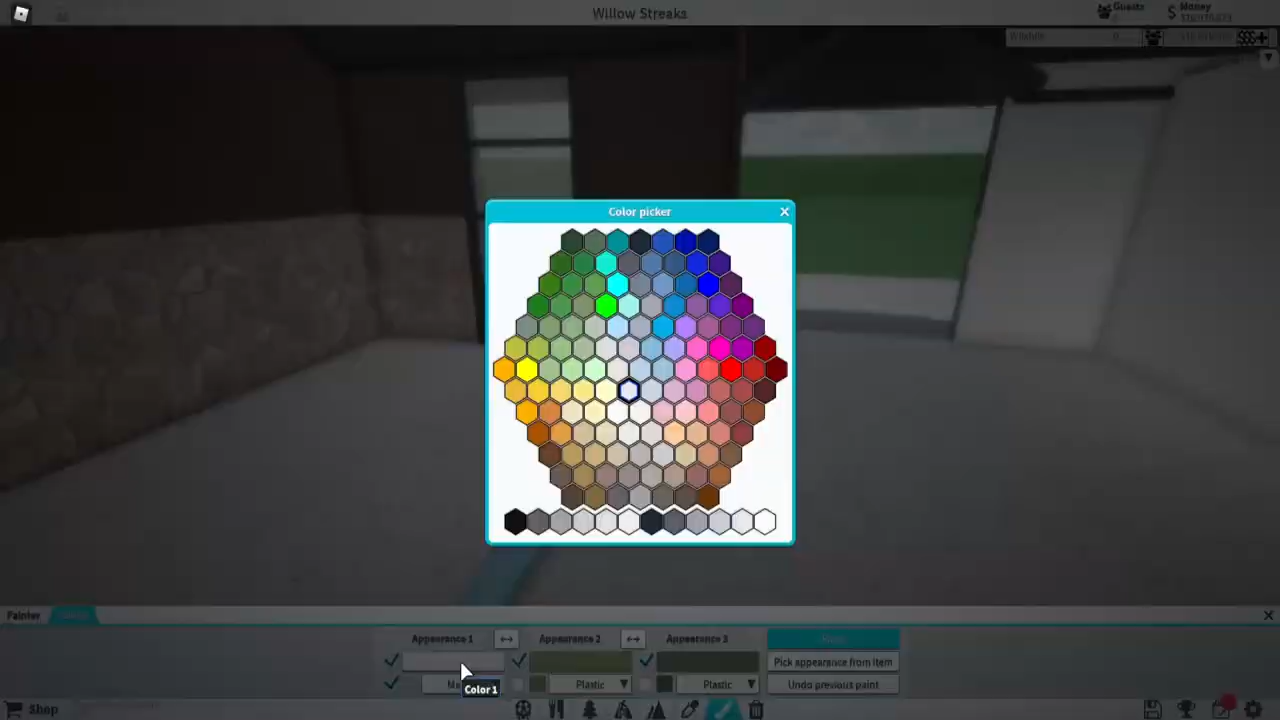 Willow Streaks
Guests
Money
Color picker
Painter
Appearance 1
Appearance 2
Appearance 3
Pick appearance from item
Color 1
Plastic
Plastic
Undo previous paint
Shop